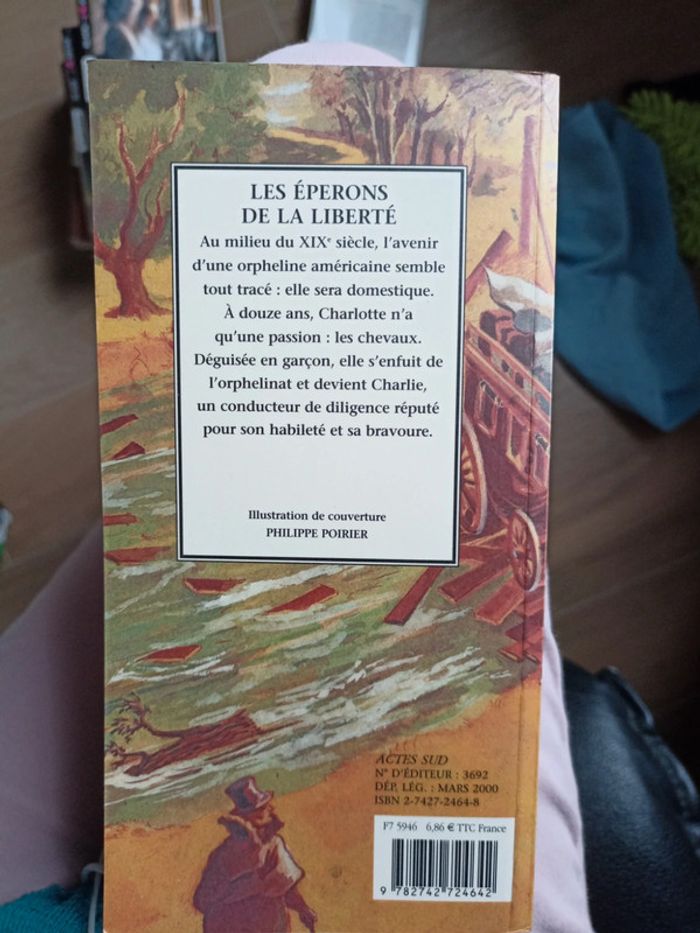 LES ÉPERONS
DE LA LIBERTÉ
Au milieu du XIXᵉ siècle, l'avenir
d'une orpheline américaine semble
tout tracé : elle sera domestique.
À douze ans, Charlotte n'a
qu'une passion : les chevaux.
Déguisée en garçon, elle s'enfuit de
l'orphelinat et devient Charlie,
un conducteur de diligence réputé
pour son habileté et sa bravoure.
Illustration de couverture
PHILIPPE POIRIER
ACTES SUD
N° D'ÉDITEUR : 3692
DÉP. LÉG. : MARS 2000
ISBN 2-7427-2464-8
F7 5946 6,86 € TTC France
9 782742 724642